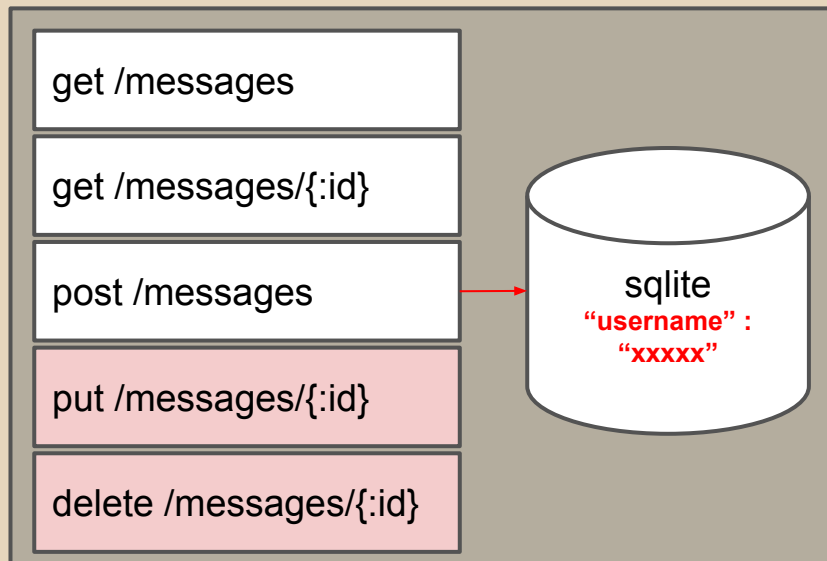 get /messages
get /messages/{:id}
post /messages
put /messages/{:id}
delete /messages/{:id}
sqlite
“username” :
“xxxxx”